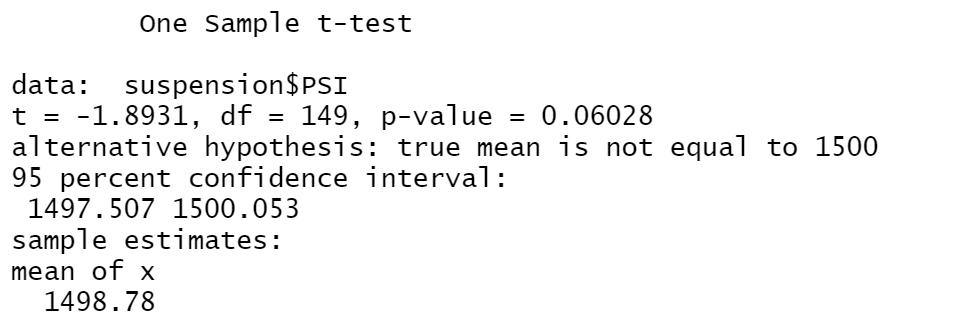 One Sample t-test
data:  suspension$PSI
t = -1.8931, df = 149, p-value = 0.06028
alternative hypothesis: true mean is not equal to 1500
95 percent confidence interval:
1497.507 1500.053
sample estimates:
mean of x
1498.78